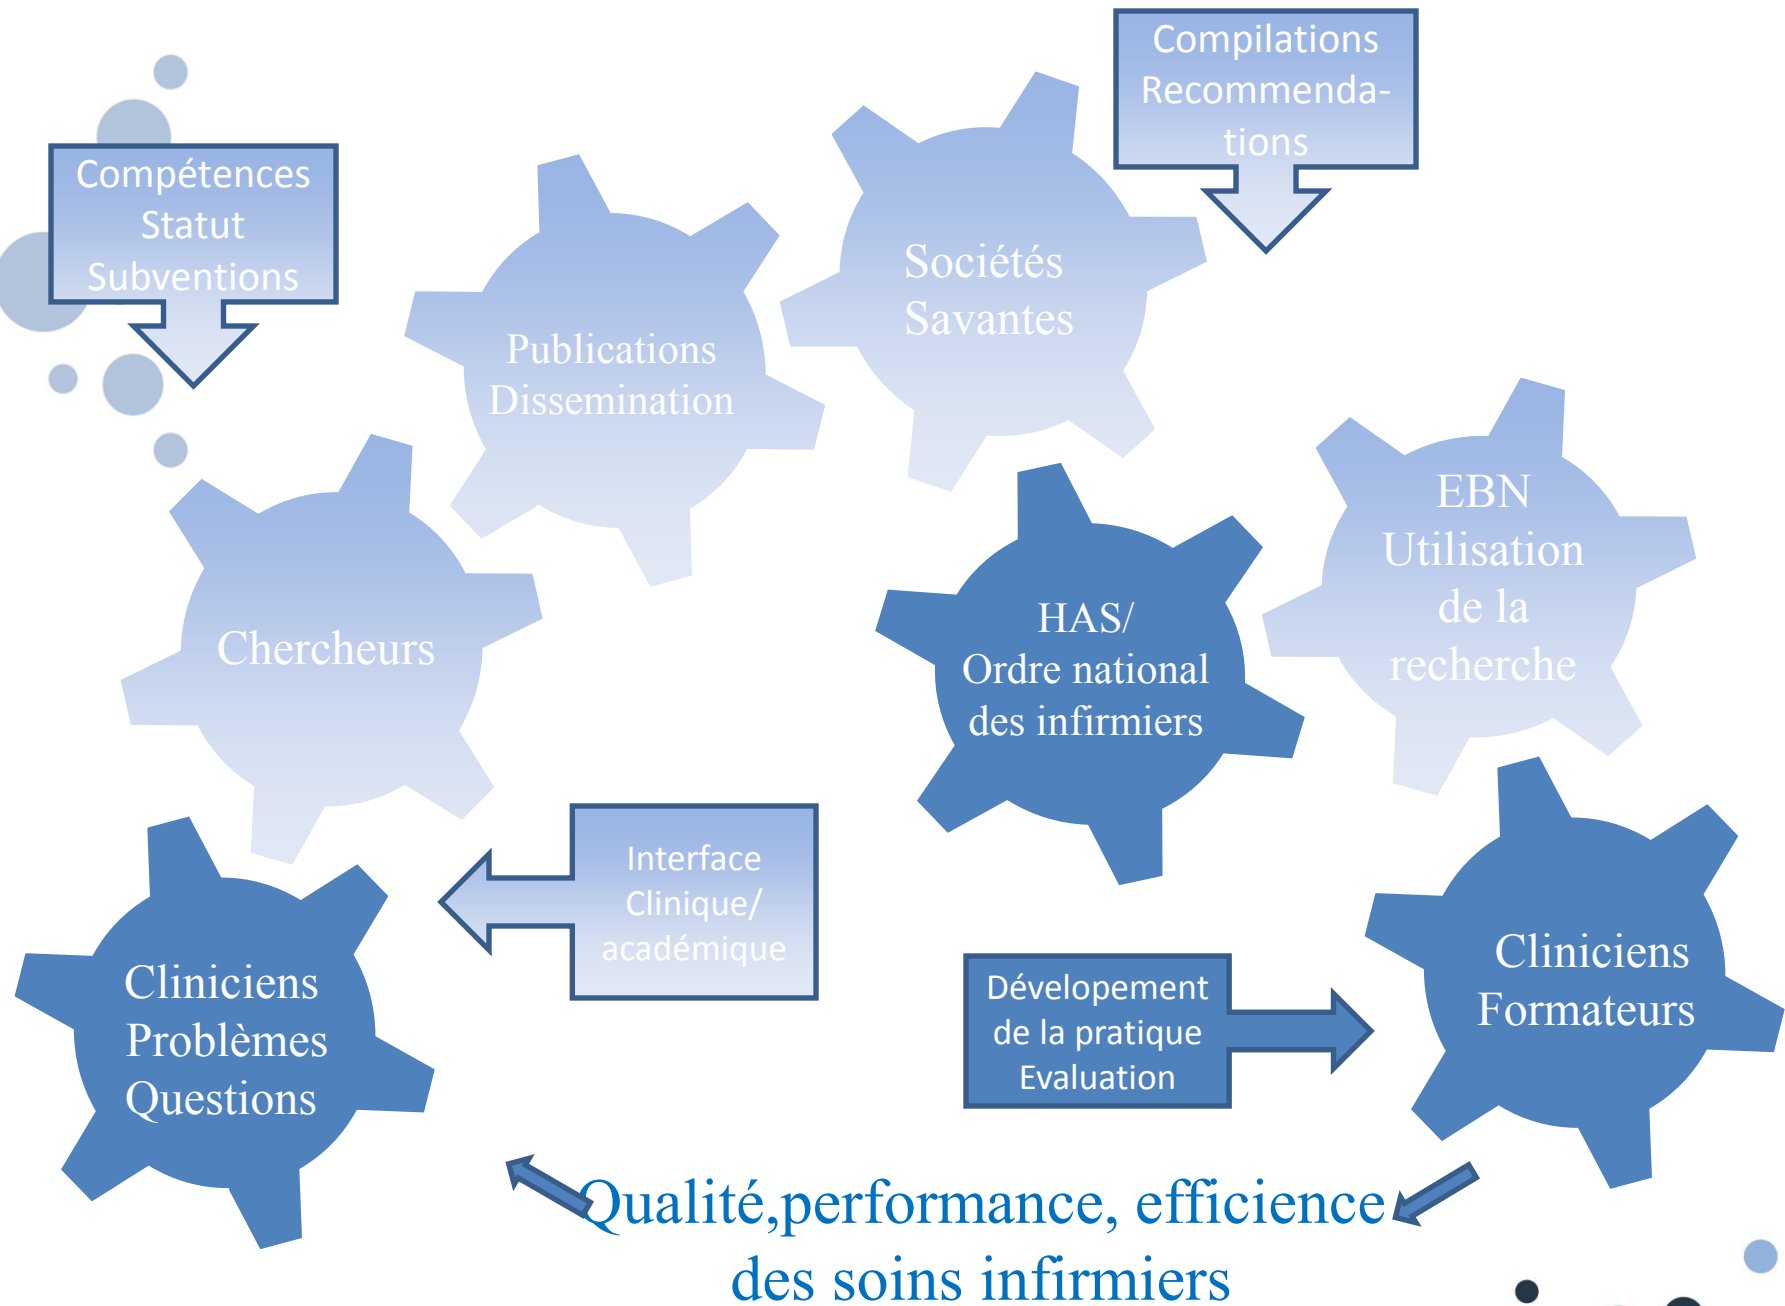 Compilations
Recommenda-
tions
Compétences
Statut
Subventions
Sociétés
Savantes
Publications
Dissemination
EBN
Utilisation
de la
recherche
HAS/
Ordre national
des infirmiers
Chercheurs
Interface
Clinique/
académique
Cliniciens
Problèmes
Questions
Dévelopement
de la pratique
Evaluation
Cliniciens
Formateurs
Qualité,performance, efficience
des soins infirmiers